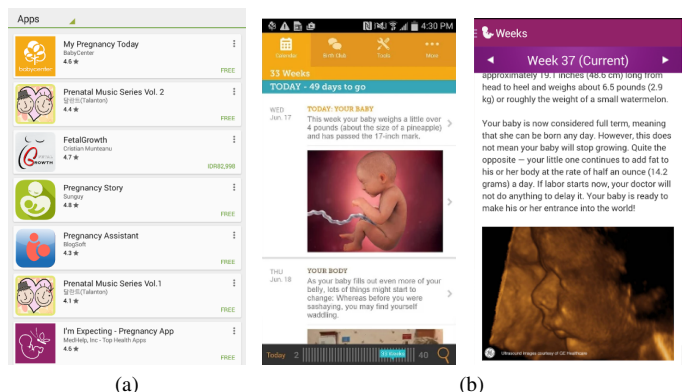 Apps
babycenter
My Pregnancy Today
BabyCenter
4.6 ★
FREE
Prenatal Music Series Vol. 2
달란트(Talanton)
4.4 ★
FREE
FetalGrowth
Cristian Munteanu
4.7 ★
IDR82,998
Pregnancy Story
Sunguy
4.8 ★
FREE
Pregnancy Assistant
BlogSoft
4.3 ★
FREE
Prenatal Music Series Vol.1
달란트(Talanton)
4.1 ★
FREE
I'm Expecting - Pregnancy App
MedHelp, Inc - Top Health Apps
4.6 ★
FREE
(a)
4:30 PM
Calendar
Birth Club
Tools
More
33 Weeks
TODAY - 49 days to go
WED
Jun. 17
TODAY: YOUR BABY
This week your baby weighs a little over
4 pounds (about the size of a pineapple)
and has passed the 17-inch mark.
THU
Jun. 18
YOUR BODY
As your baby fills out even more of your
belly, lots of things might start to
change: Whereas before you were
sashaying, you may find yourself
waddling.
Today
2
33 Weeks
40
Weeks
Week 37 (Current)
approximately 19.1 inches (48.6 cm) long from
head to heel and weighs about 6.5 pounds (2.9
kg) or roughly the weight of a small watermelon.
Your baby is now considered full term, meaning
that she can be born any day. However, this does
not mean your baby will stop growing. Quite the
opposite — your little one continues to add fat to
his or her body at the rate of half an ounce (14.2
grams) a day. If labor starts now, your doctor will
not do anything to delay it. Your baby is ready to
make his or her entrance into the world!
Ultrasound images courtesy of GE Healthcare
(b)